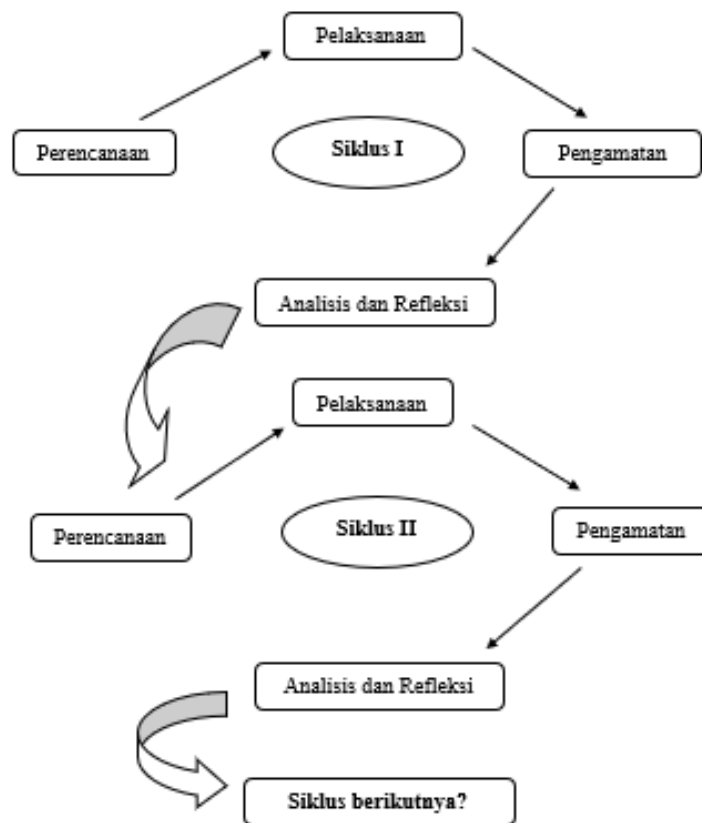 Pelaksanaan
Perencanaan
Siklus I
Pengamatan
Analisis dan Refleksi
Pelaksanaan
Perencanaan
Siklus II
Pengamatan
Analisis dan Refleksi
Siklus berikutnya?